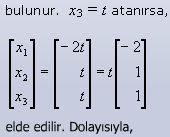 bulunur. x₃ = t atanırsa,
[x₁ x₂ x₃] = [−2t t t] = t [−2 1 1]
elde edilir. Dolayısıyla,